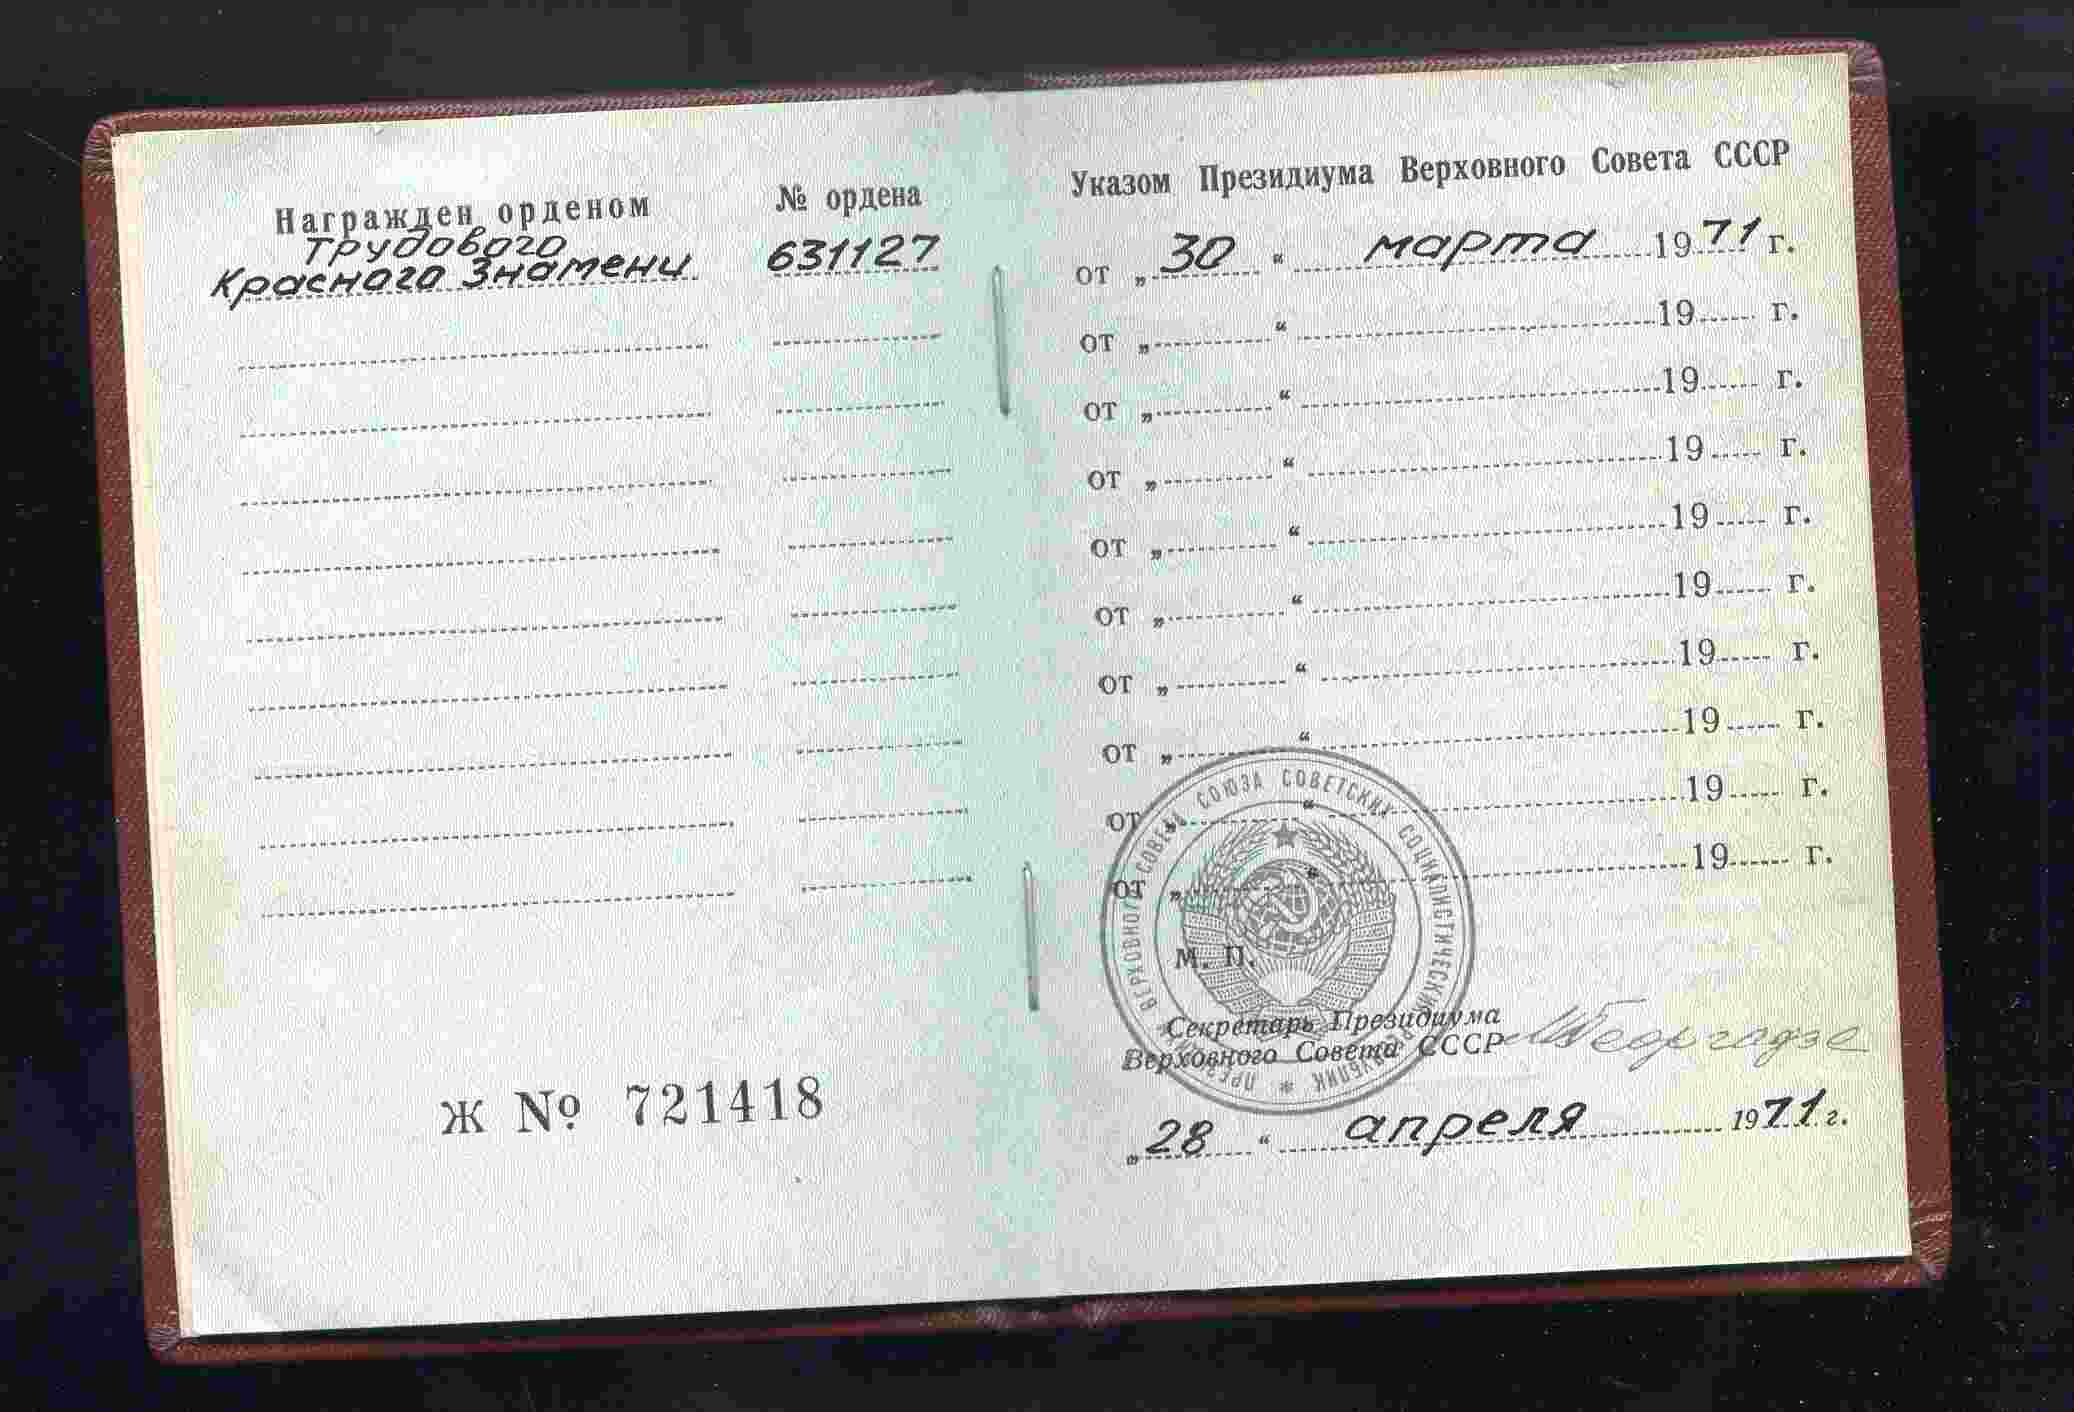 Награжден орденом № ордена
Трудового
Красного Знамени 631127
Ж № 721418
Указом Президиума Верховного Совета СССР
от „30“ марта 1971 г.
от „ “ 19 г.
от „ “ 19 г.
от „ “ 19 г.
от „ “ 19 г.
от „ “ 19 г.
от „ “ 19 г.
от „ “ 19 г.
от „ “ 19 г.
от „ “ 19 г.
ПРЕЗИДИУМ ВЕРХОВНОГО СОВЕТА СОЮЗА СОВЕТСКИХ СОЦИАЛИСТИЧЕСКИХ РЕСПУБЛИК *
М. П.
Секретарь Президиума
Верховного Совета СССР МГеоргадзе
„28“ апреля 1971 г.